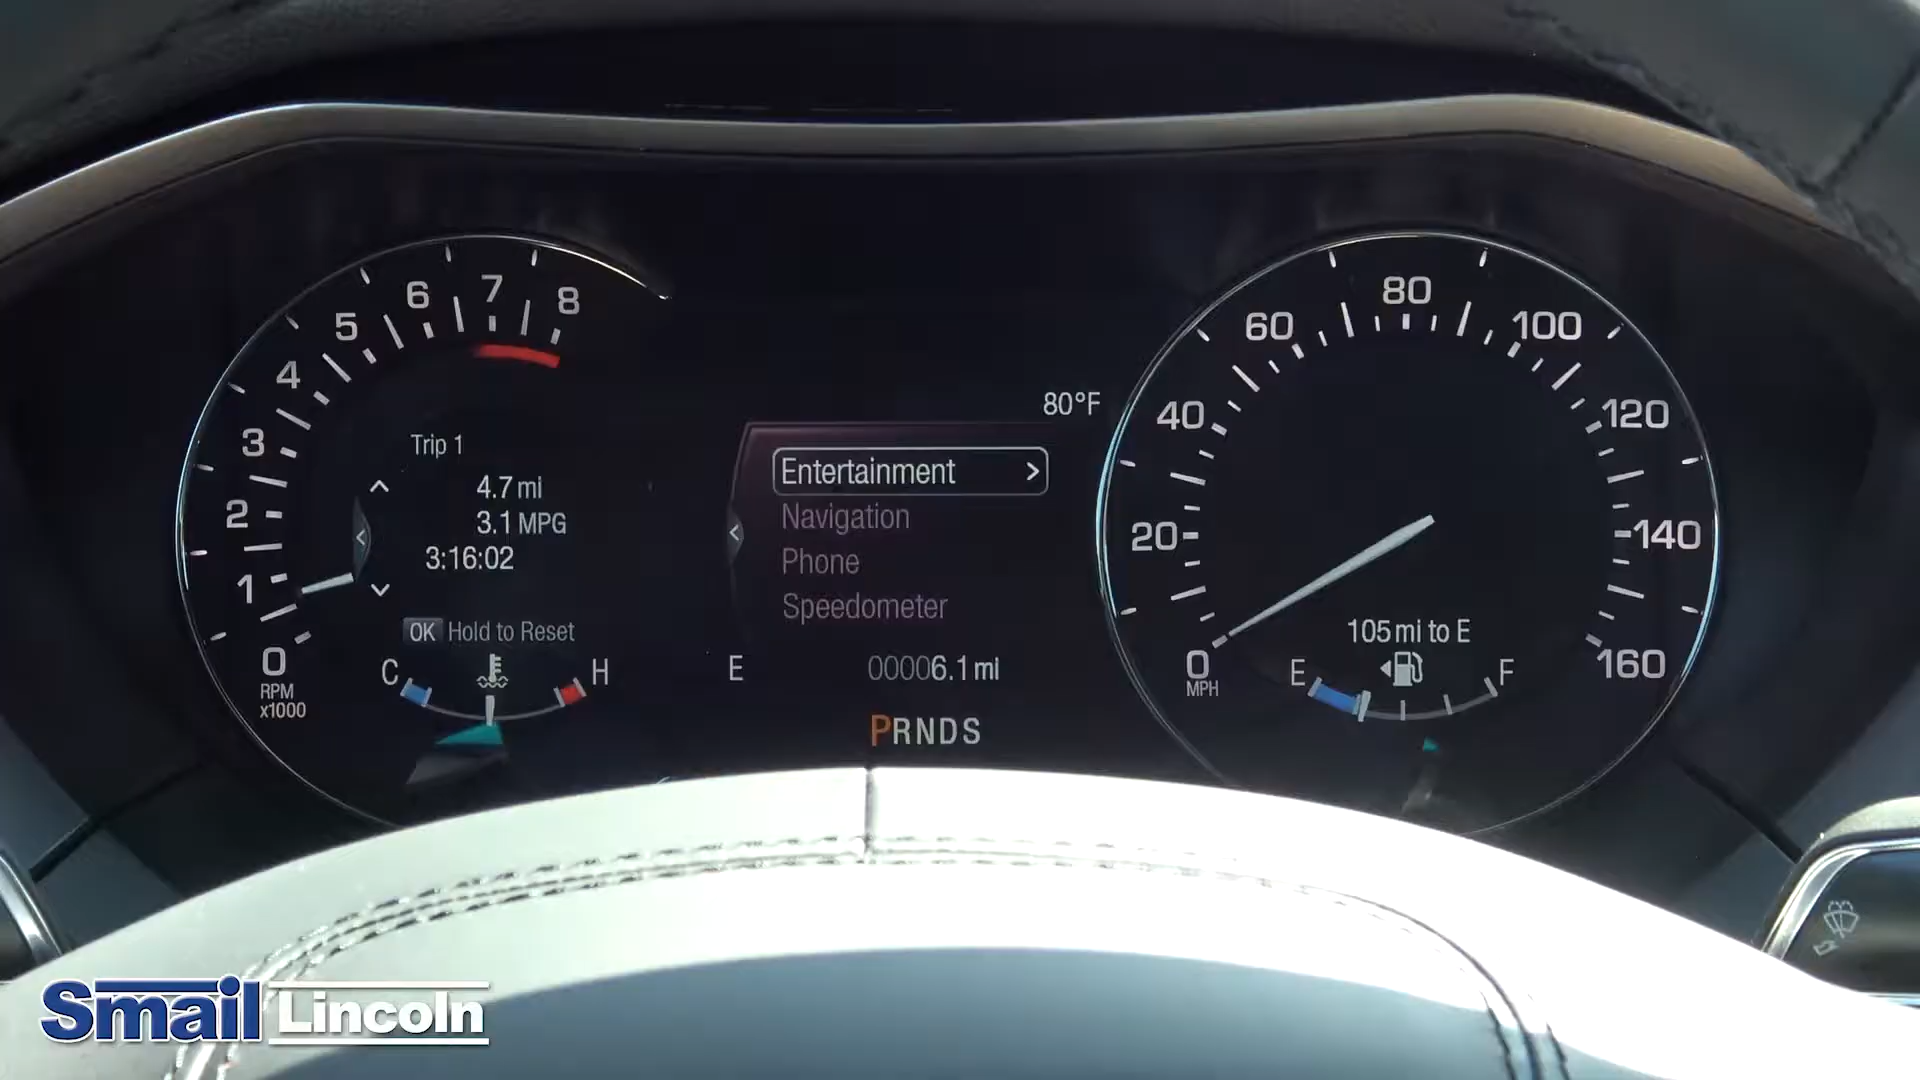 8
7
6
5
4
3
2
1
0
RPM
x1000
Trip 1
4.7 mi
3.1 MPG
3:16:02
OK Hold to Reset
C H
80°F
Entertainment >
Navigation
Phone
Speedometer
E 00006.1 mi
PRNDS
0
MPH
20
40
60
80
100
120
140
160
105 mi to E
E F
Smail Lincoln